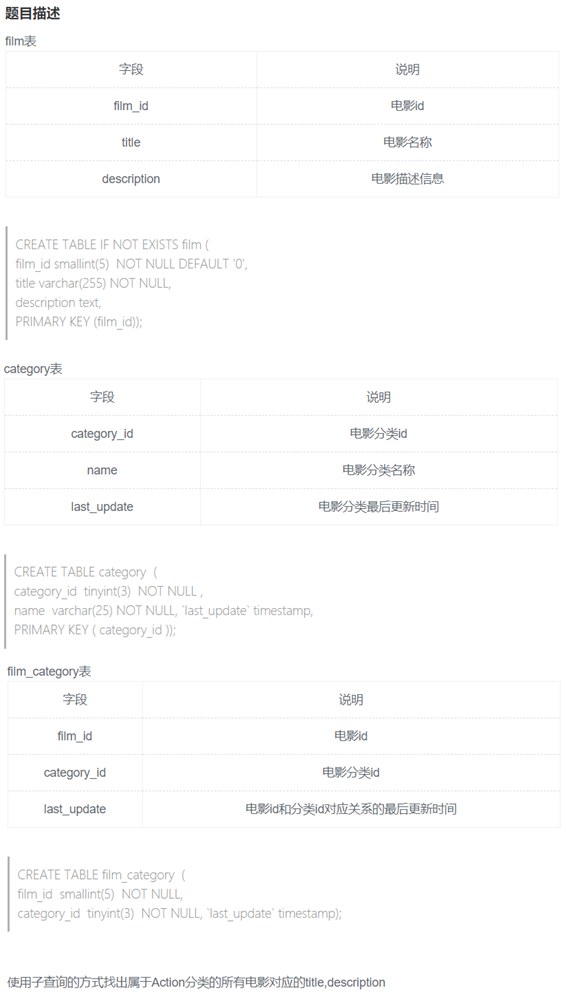 题目描述
film表
字段 说明
film_id 电影id
title 电影名称
description 电影描述信息
CREATE TABLE IF NOT EXISTS film (
film_id smallint(5)  NOT NULL DEFAULT '0',
title varchar(255) NOT NULL,
description text,
PRIMARY KEY (film_id));
category表
字段 说明
category_id 电影分类id
name 电影分类名称
last_update 电影分类最后更新时间
CREATE TABLE category  (
category_id  tinyint(3)  NOT NULL ,
name  varchar(25) NOT NULL, `last_update` timestamp,
PRIMARY KEY ( category_id ));
film_category表
字段 说明
film_id 电影id
category_id 电影分类id
last_update 电影id和分类id对应关系的最后更新时间
CREATE TABLE film_category  (
film_id  smallint(5)  NOT NULL,
category_id  tinyint(3)  NOT NULL, `last_update` timestamp);
使用子查询的方式找出属于Action分类的所有电影对应的title,description